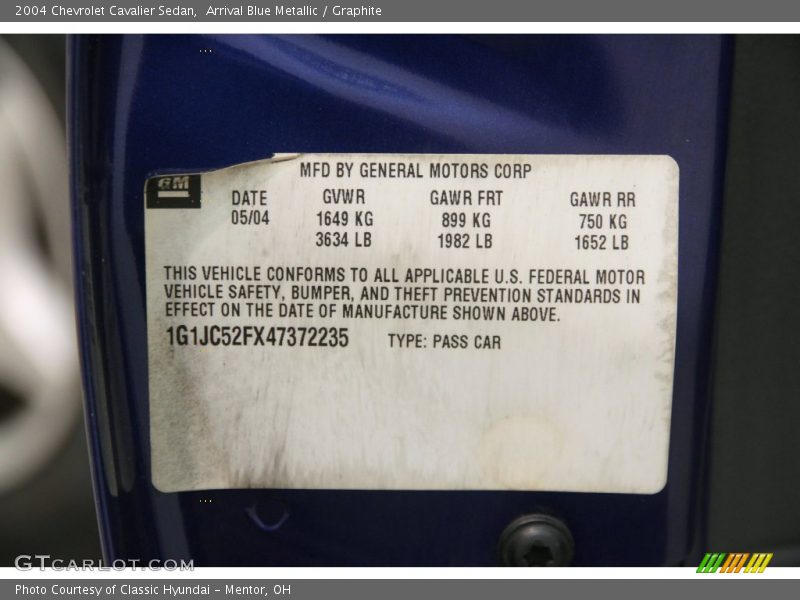 2004 Chevrolet Cavalier Sedan, Arrival Blue Metallic / Graphite
MFD BY GENERAL MOTORS CORP
GM
DATE GVWR GAWR FRT GAWR RR
05/04 1649 KG 899 KG 750 KG
3634 LB 1982 LB 1652 LB
THIS VEHICLE CONFORMS TO ALL APPLICABLE U.S. FEDERAL MOTOR
VEHICLE SAFETY, BUMPER, AND THEFT PREVENTION STANDARDS IN
EFFECT ON THE DATE OF MANUFACTURE SHOWN ABOVE.
1G1JC52FX47372235 TYPE: PASS CAR
GTCARLOT.COM
Photo Courtesy of Classic Hyundai - Mentor, OH